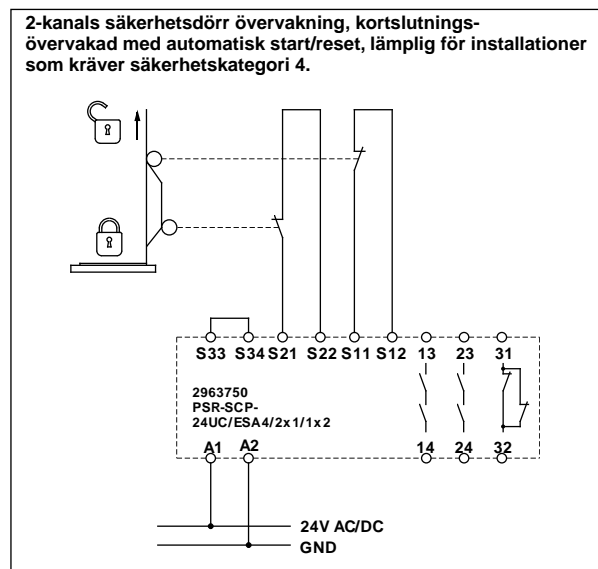 2-kanals säkerhetsdörr övervakning, kortslutnings-
övervakad med automatisk start/reset, lämplig för installationer
som kräver säkerhetskategori 4.
S33 S34 S21 S22 S11 S12 13 23 31
2963750
PSR-SCP-
24UC/ESA4/2x1/1x2
A1 A2 14 24 32
24V AC/DC
GND